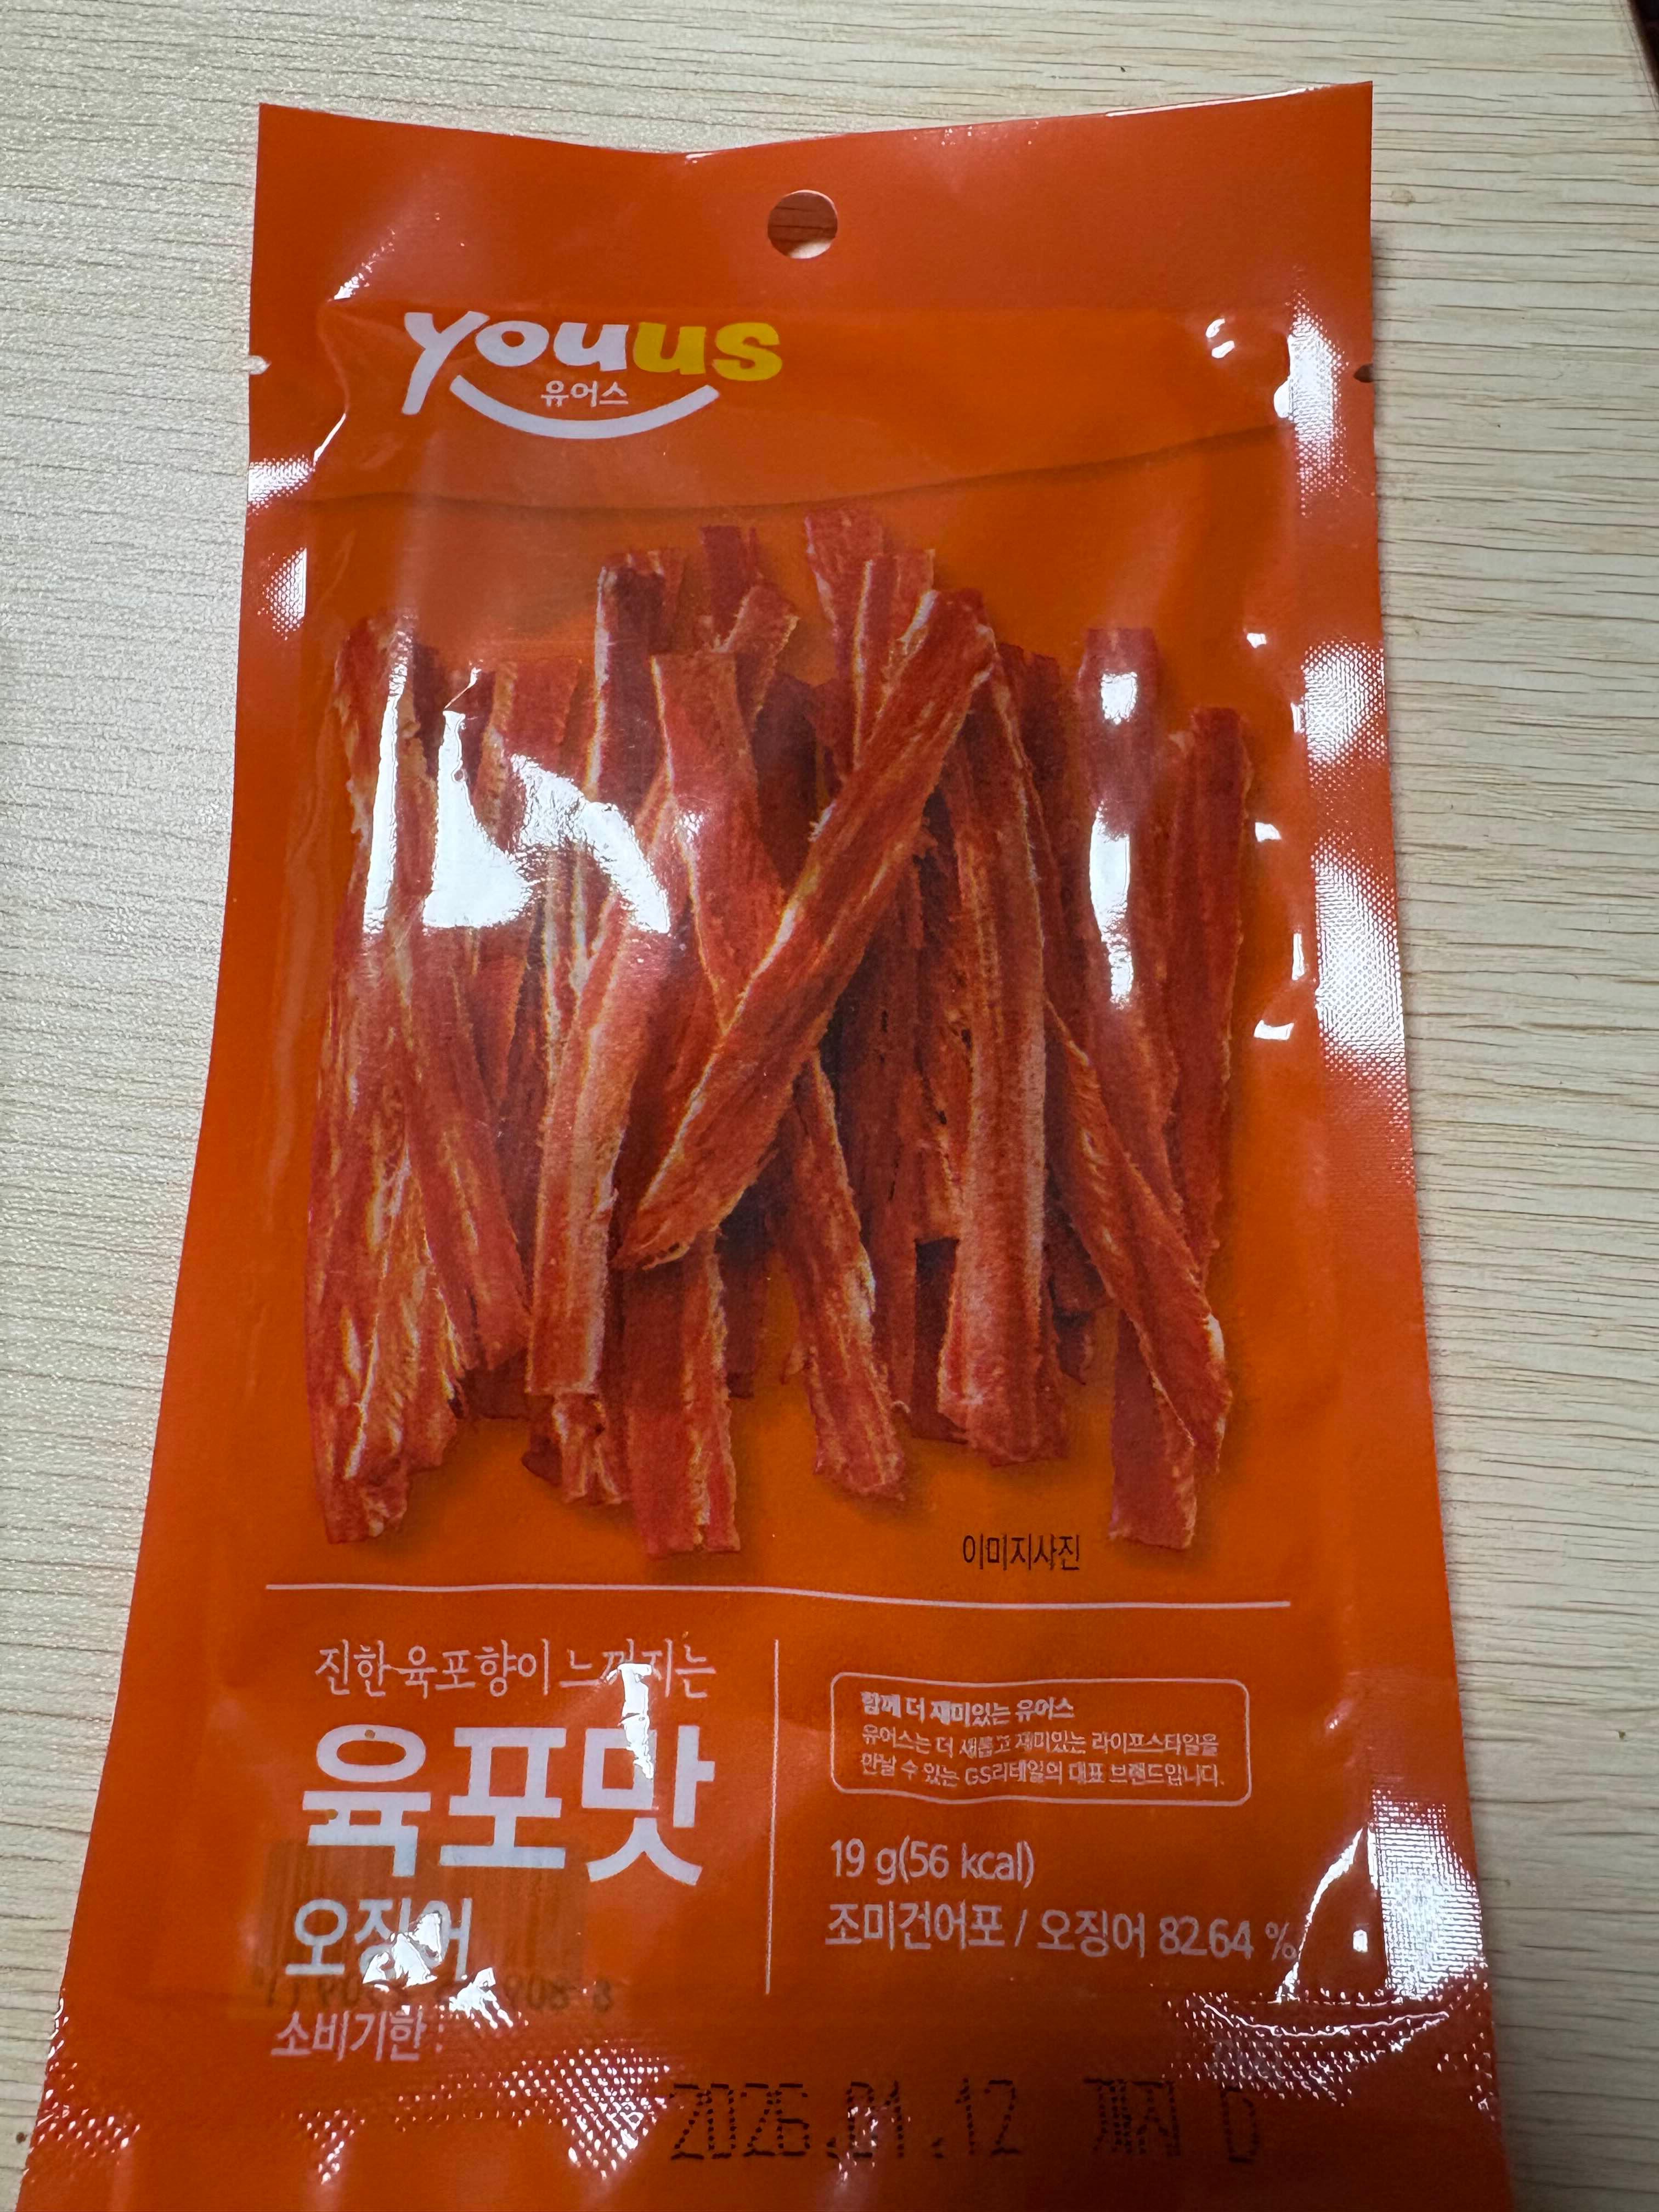 youus
유어스
이미지사진
진한 육포향이 느껴지는
육포맛
오징어
소비기한 :
함께 더 재미있는 유어스
유어스는 더 새롭고 재미있는 라이프스타일을
만날 수 있는 GS리테일의 대표 브랜드입니다.
19 g(56 kcal)
조미건어포 / 오징어 82.64 %
2026.01.12 까지